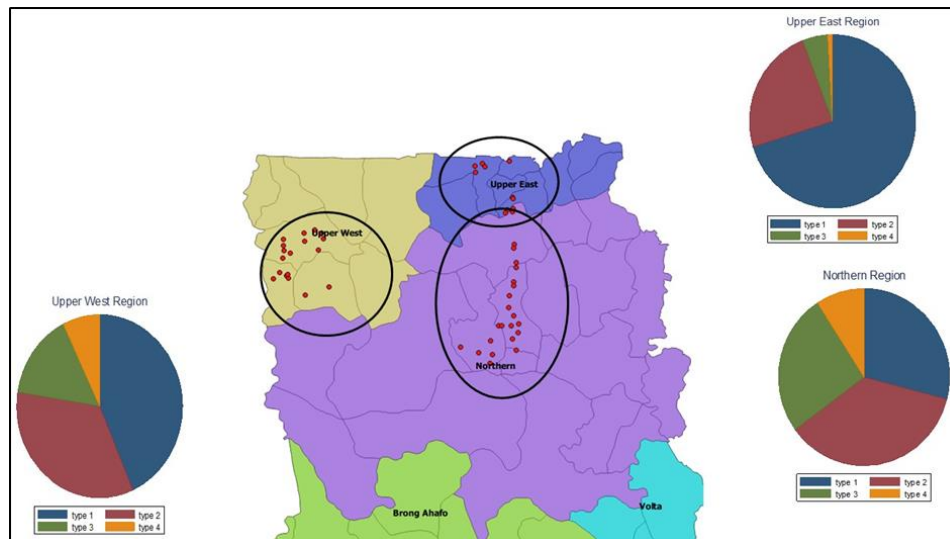 Upper East Region
type 1 type 2
type 3 type 4
Upper East
Upper West
Northern Region
Upper West Region
Northern
type 1 type 2
type 3 type 4
type 1 type 2
type 3 type 4
Brong Ahafo
Volta